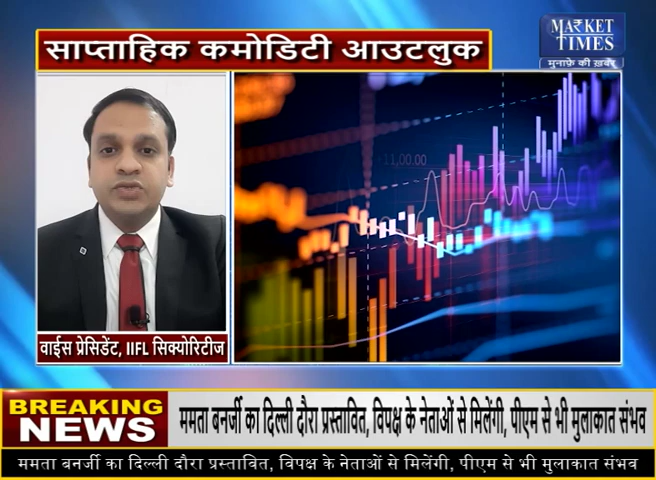 साप्ताहिक कमोडिटी आउटलुक
MARKET
TIMES
मुनाफ़े की ख़बर
11,00.00
वाईस प्रेसिडेंट, IIFL सिक्योरिटीज
BREAKING
NEWS
ममता बनर्जी का दिल्ली दौरा प्रस्तावित, विपक्ष के नेताओं से मिलेंगी, पीएम से भी मुलाकात संभव
ममता बनर्जी का दिल्ली दौरा प्रस्तावित, विपक्ष के नेताओं से मिलेंगी, पीएम से भी मुलाकात संभव